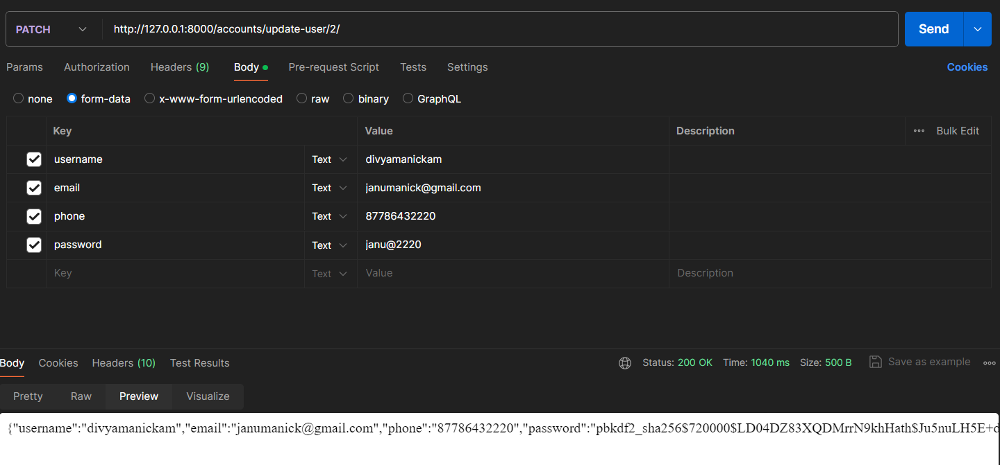 PATCH http://127.0.0.1:8000/accounts/update-user/2/ Send
Params Authorization Headers (9) Body Pre-request Script Tests Settings Cookies
none form-data x-www-form-urlencoded raw binary GraphQL
Key Value Description Bulk Edit
username Text divyamanickam
email Text janumanick@gmail.com
phone Text 87786432220
password Text janu@2220
Key Text Value Description
Body Cookies Headers (10) Test Results Status: 200 OK Time: 1040 ms Size: 500 B Save as example
Pretty Raw Preview Visualize
{"username":"divyamanickam","email":"janumanick@gmail.com","phone":"87786432220","password":"pbkdf2_sha256$720000$LD04DZ83XQDMrrN9khHath$Ju5nuLH5E+d